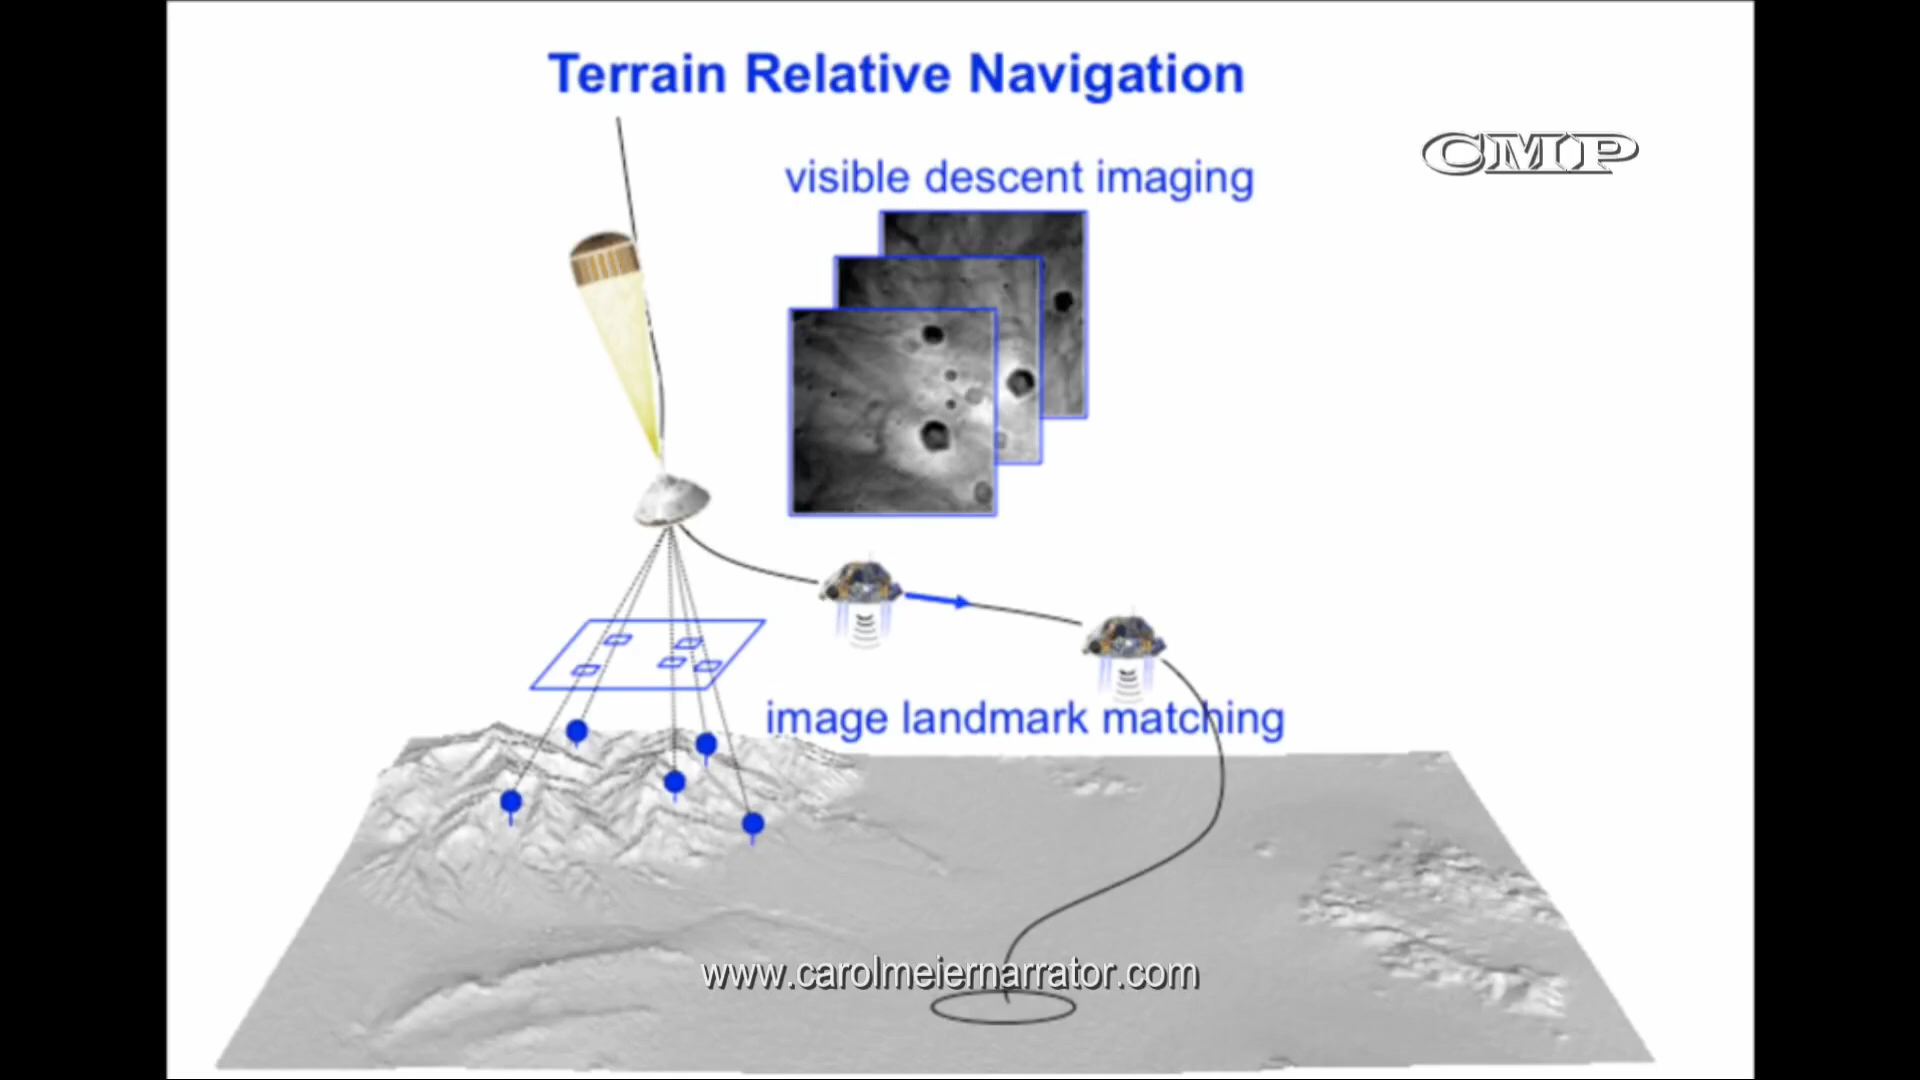 Terrain Relative Navigation
CMP
visible descent imaging
image landmark matching
www.carolmeiernarrator.com